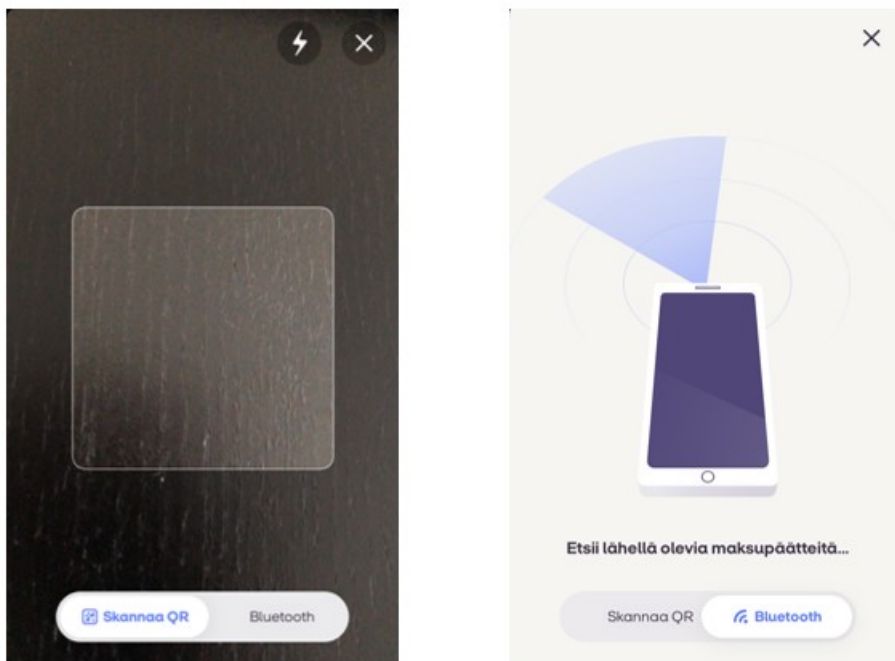 Skannaa QR
Bluetooth
Etsii lähellä olevia maksupäätteitä...
Skannaa QR
Bluetooth